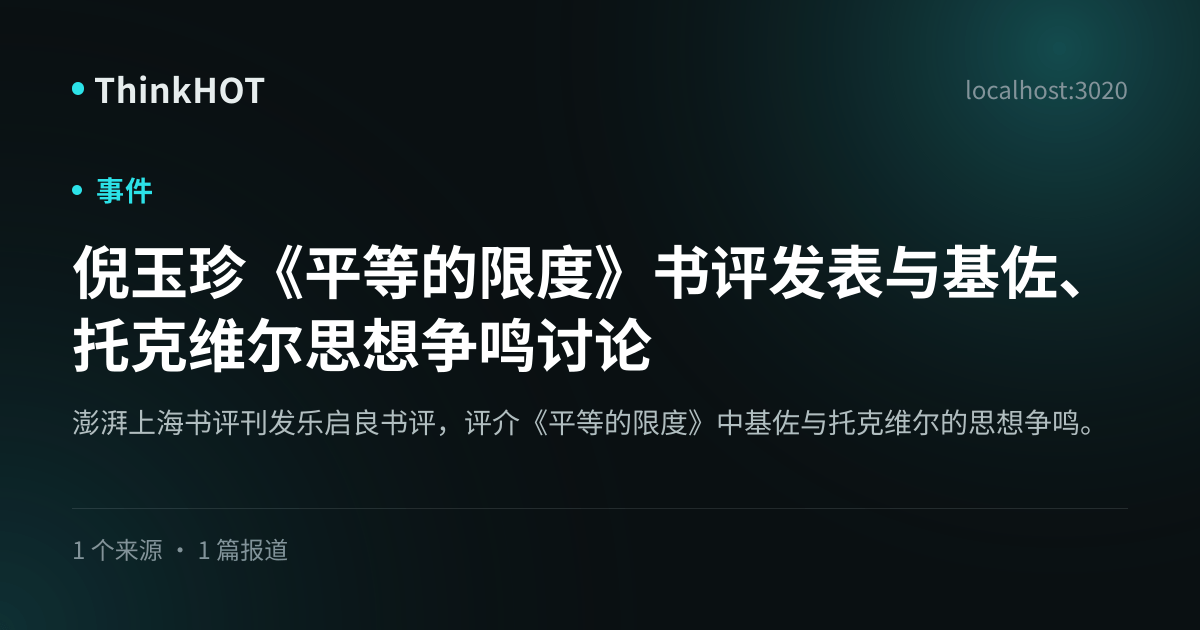 ThinkHOT
localhost:3020
事件
倪玉珍《平等的限度》书评发表与基佐、
托克维尔思想争鸣讨论
澎湃上海书评刊发乐启良书评，评介《平等的限度》中基佐与托克维尔的思想争鸣。
1 个来源 · 1 篇报道